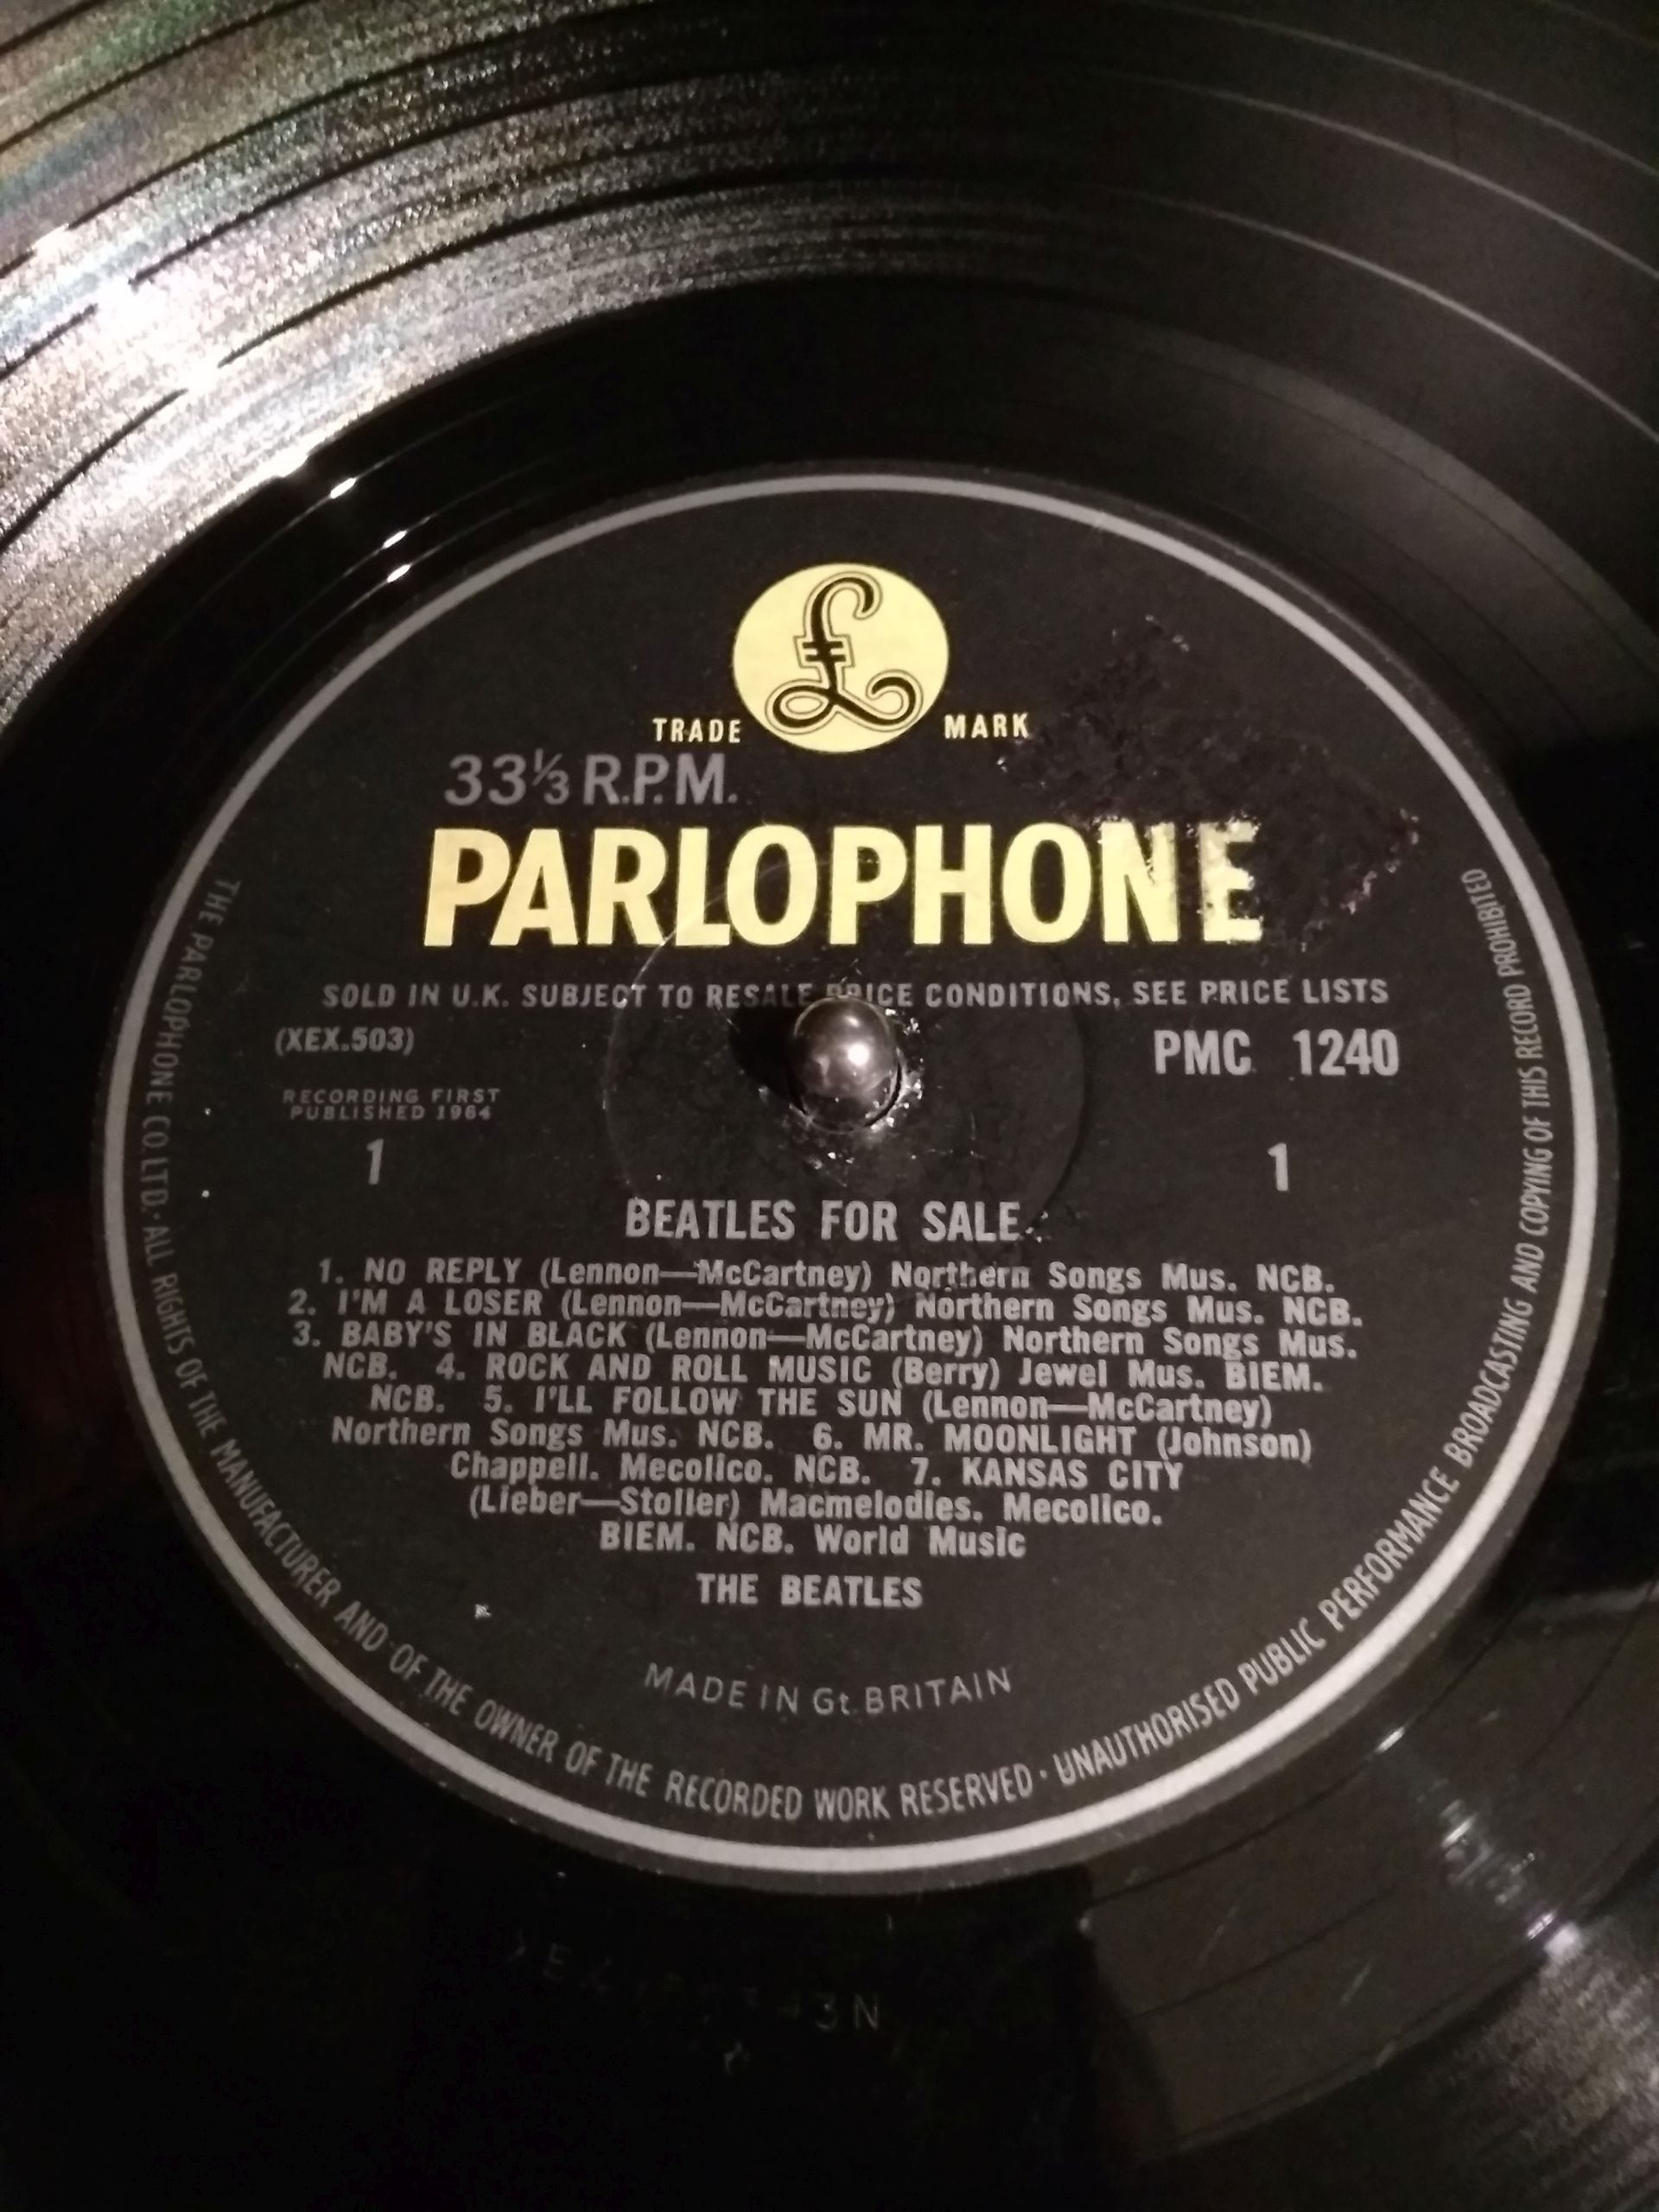 £
TRADE MARK
33⅓ R.P.M.
PARLOPHONE
SOLD IN U.K. SUBJECT TO RESALE PRICE CONDITIONS, SEE PRICE LISTS
(XEX.503)
PMC 1240
RECORDING FIRST
PUBLISHED 1964
1
1
BEATLES FOR SALE
1. NO REPLY (Lennon—McCartney) Northern Songs Mus. NCB.
2. I'M A LOSER (Lennon—McCartney) Northern Songs Mus. NCB.
3. BABY'S IN BLACK (Lennon—McCartney) Northern Songs Mus.
NCB. 4. ROCK AND ROLL MUSIC (Berry) Jewel Mus. BIEM.
NCB. 5. I'LL FOLLOW THE SUN (Lennon—McCartney)
Northern Songs Mus. NCB. 6. MR. MOONLIGHT (Johnson)
Chappell. Mecolico. NCB. 7. KANSAS CITY
(Lieber—Stoller) Macmelodies. Mecolico.
BIEM. NCB. World Music
THE BEATLES
MADE IN Gt. BRITAIN
THE PARLOPHONE CO. LTD. · ALL RIGHTS OF THE MANUFACTURER AND OF THE OWNER OF THE RECORDED WORK RESERVED · UNAUTHORISED PUBLIC PERFORMANCE BROADCASTING AND COPYING OF THIS RECORD PROHIBITED